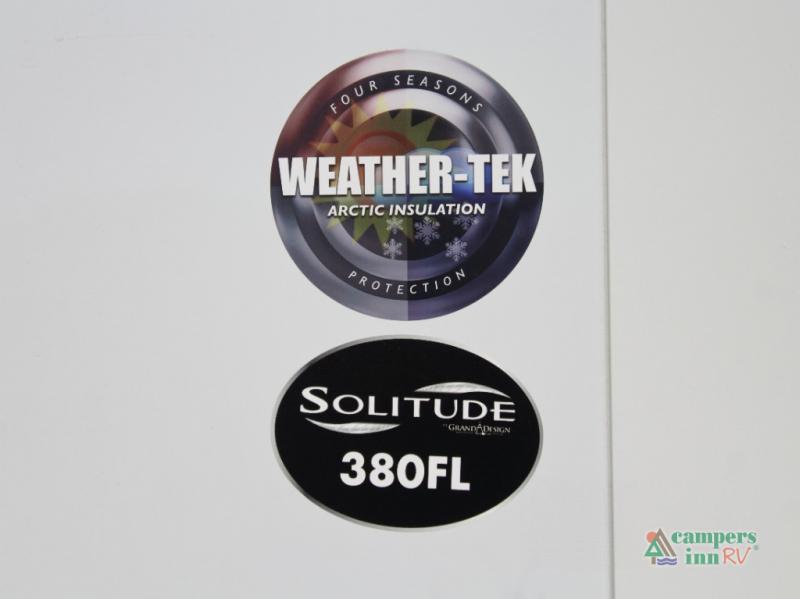 FOUR SEASONS
WEATHER-TEK
ARCTIC INSULATION
PROTECTION
SOLITUDE
BY GRAND DESIGN
380FL
campers
inn RV®